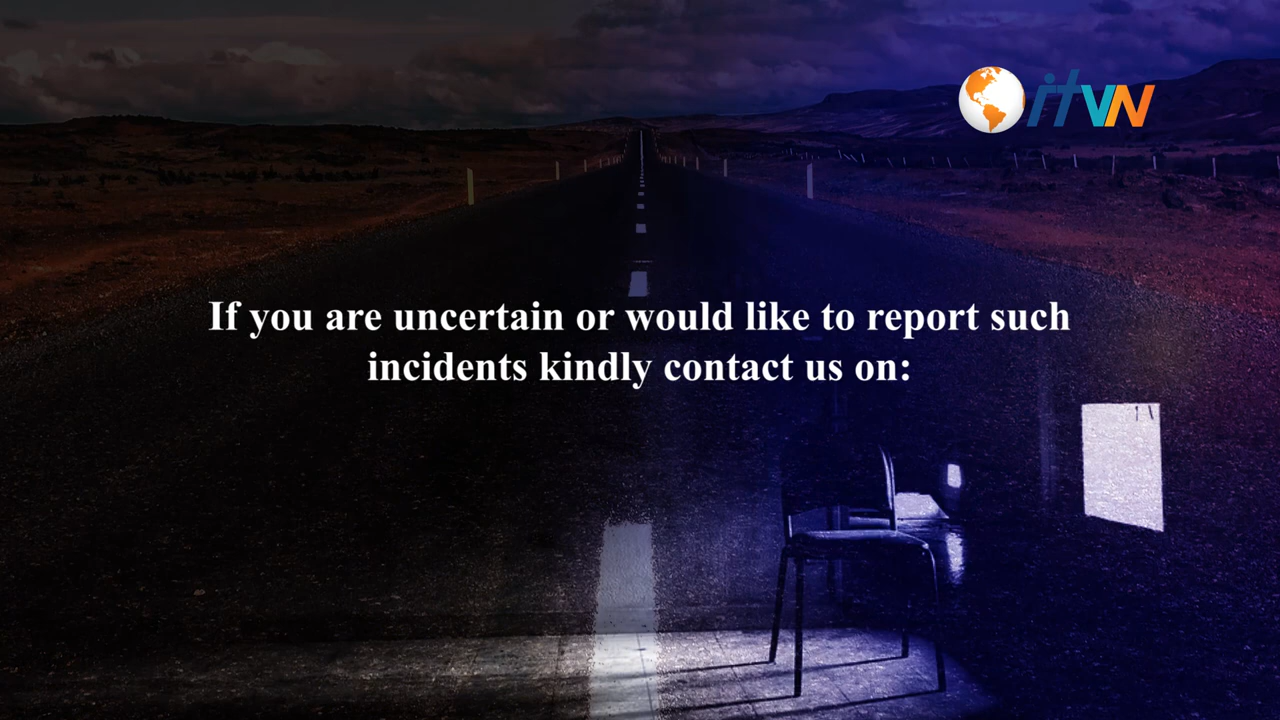 itVN
If you are uncertain or would like to report such
incidents kindly contact us on: